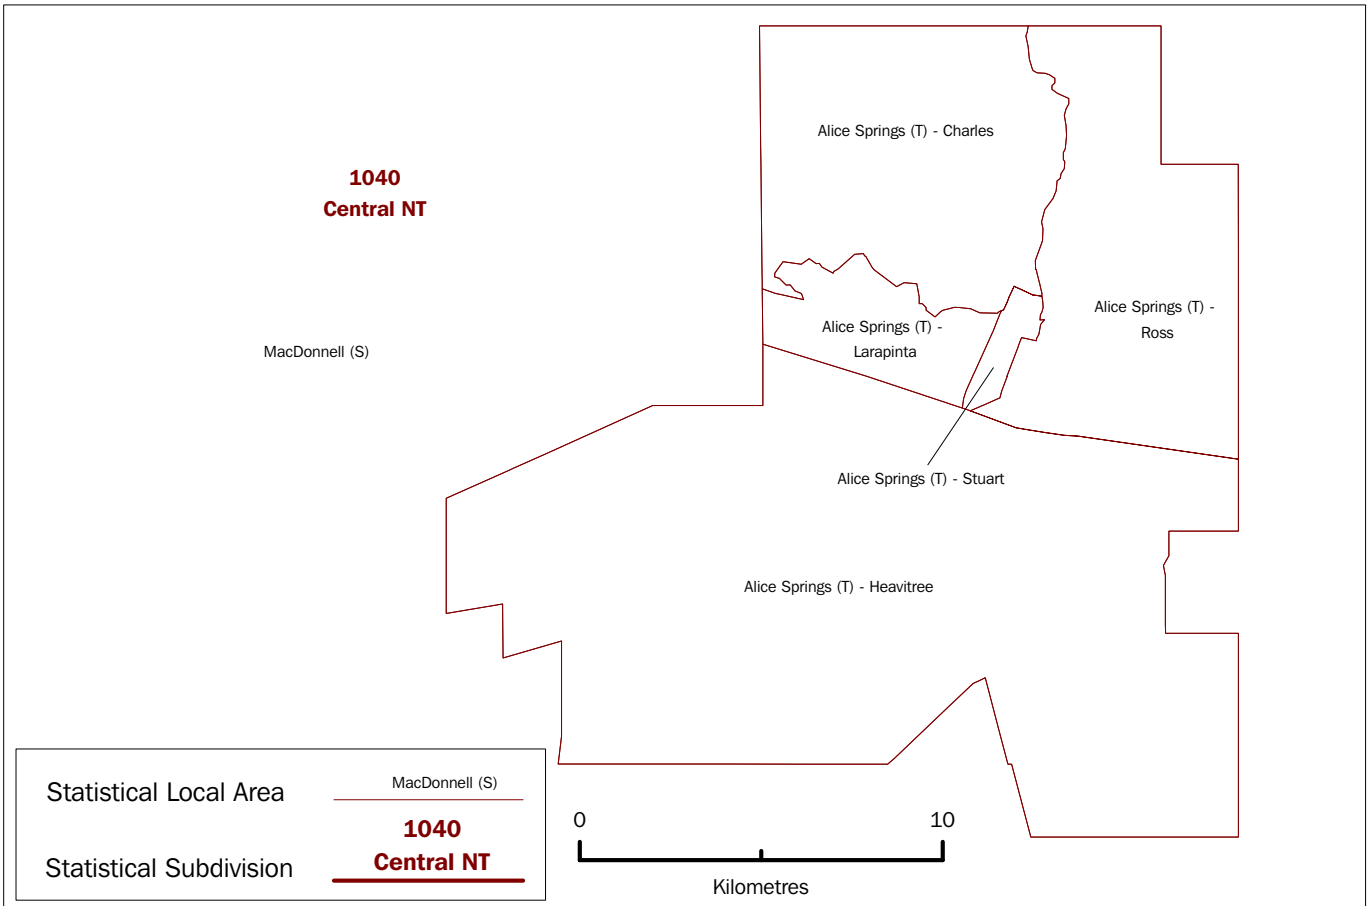 Alice Springs (T) - Charles
1040
Central NT
Alice Springs (T) -
Ross
Alice Springs (T) -
Larapinta
MacDonnell (S)
Alice Springs (T) - Stuart
Alice Springs (T) - Heavitree
Statistical Local Area
MacDonnell (S)
Statistical Subdivision
1040
Central NT
0
10
Kilometres